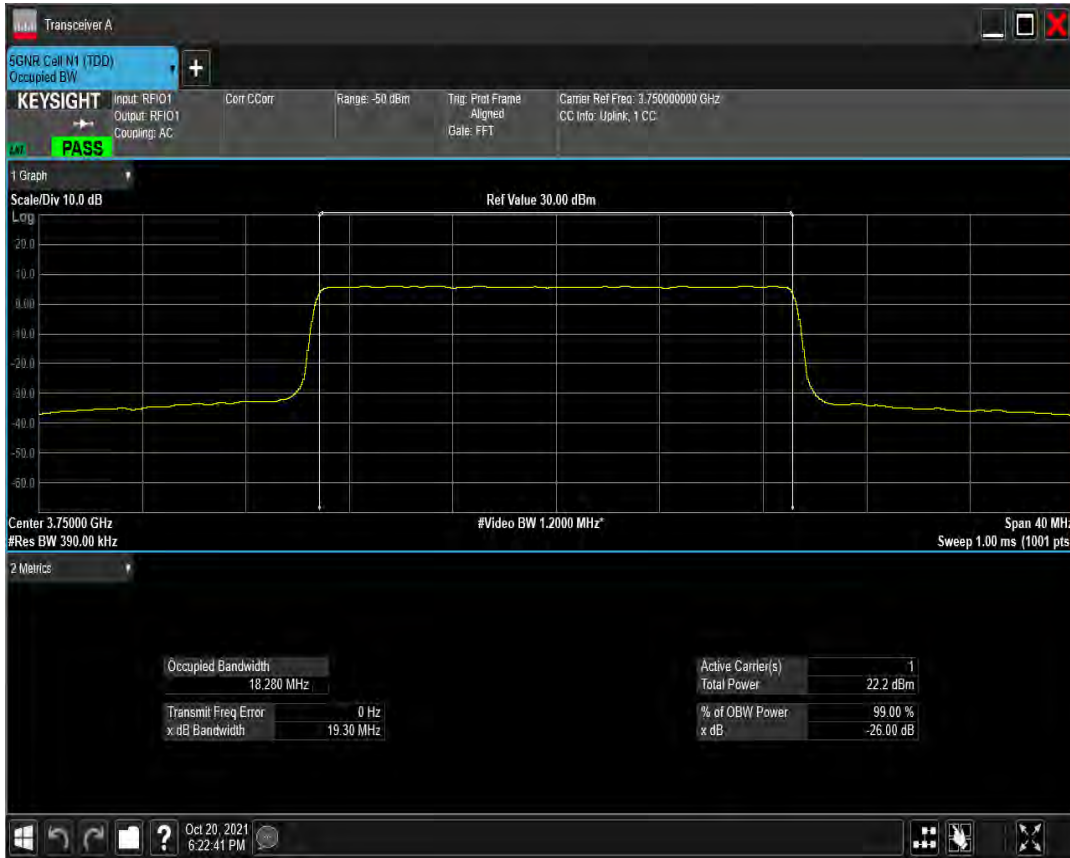 Transceiver A
5GNR Cell N1 (TDD)
Occupied BW
+
KEYSIGHT
Input: RFIO1
Output: RFIO1
Coupling: AC
Corr CCorr
Range: -50 dBm
Trig: Prot Frame
Aligned
Gate: FFT
Carrier Ref Freq: 3.750000000 GHz
CC Info: Uplink, 1 CC
PASS
1 Graph
Scale/Div 10.0 dB
Ref Value 30.00 dBm
Log
20.0
10.0
0.00
-10.0
-20.0
-30.0
-40.0
-50.0
-60.0
Center 3.75000 GHz
#Video BW 1.2000 MHz*
Span 40 MHz
#Res BW 390.00 kHz
Sweep 1.00 ms (1001 pts
2 Metrics
Occupied Bandwidth
18.280 MHz
Transmit Freq Error 0 Hz
x dB Bandwidth 19.30 MHz
Active Carrier(s) 1
Total Power 22.2 dBm
% of OBW Power 99.00 %
x dB -26.00 dB
?
Oct 20, 2021
6:22:41 PM